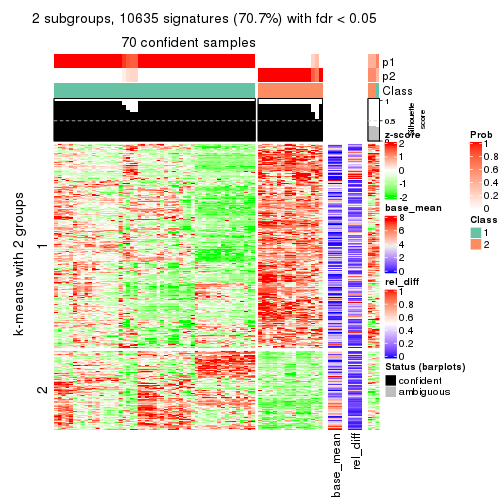 2 subgroups, 10635 signatures (70.7%) with fdr < 0.05
70 confident samples
p1
p2
Class
1
0.5
0
Silhouette
score
k-means with 2 groups
1
2
base_mean
rel_diff
z-score
2
1
0
-1
-2
base_mean
8
6
4
2
0
rel_diff
1
0.8
0.6
0.4
0.2
0
Status (barplots)
confident
ambiguous
Prob
1
0.8
0.6
0.4
0.2
0
Class
1
2